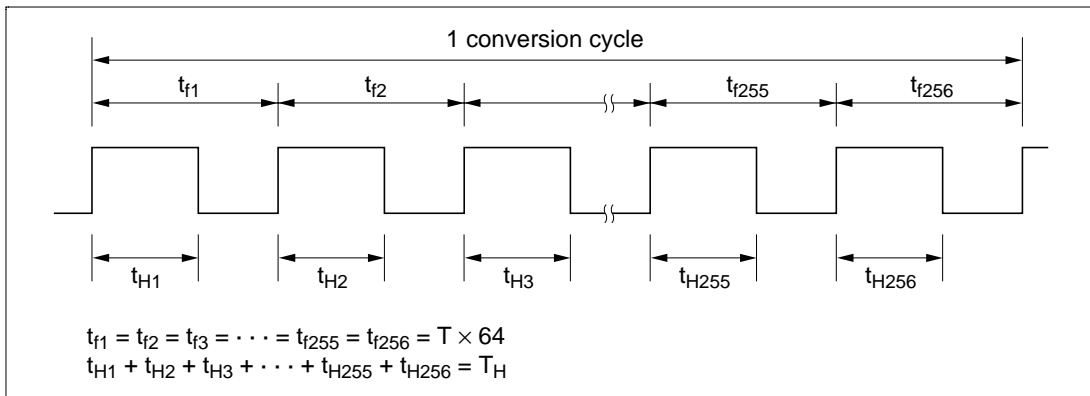 1 conversion cycle
tf1 tf2 tf255 tf256
tH1 tH2 tH3 tH255 tH256
tf1 = tf2 = tf3 = · · · = tf255 = tf256 = T × 64
tH1 + tH2 + tH3 + · · · + tH255 + tH256 = TH